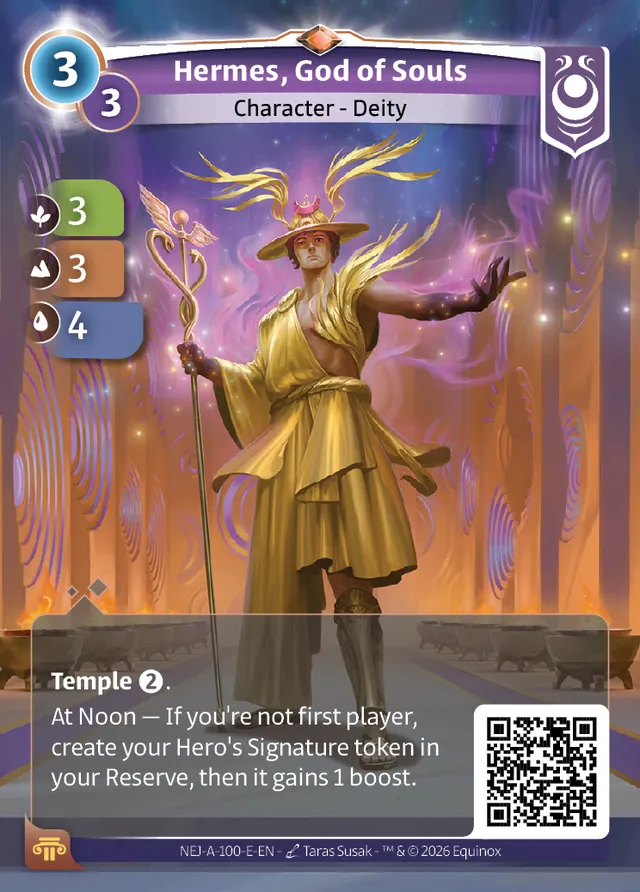 3
Hermes, God of Souls
3
Character - Deity
3
3
4
Temple 2.
At Noon — If you're not first player,
create your Hero's Signature token in
your Reserve, then it gains 1 boost.
NEJ-A-100-E-EN - Taras Susak - ™ & © 2026 Equinox